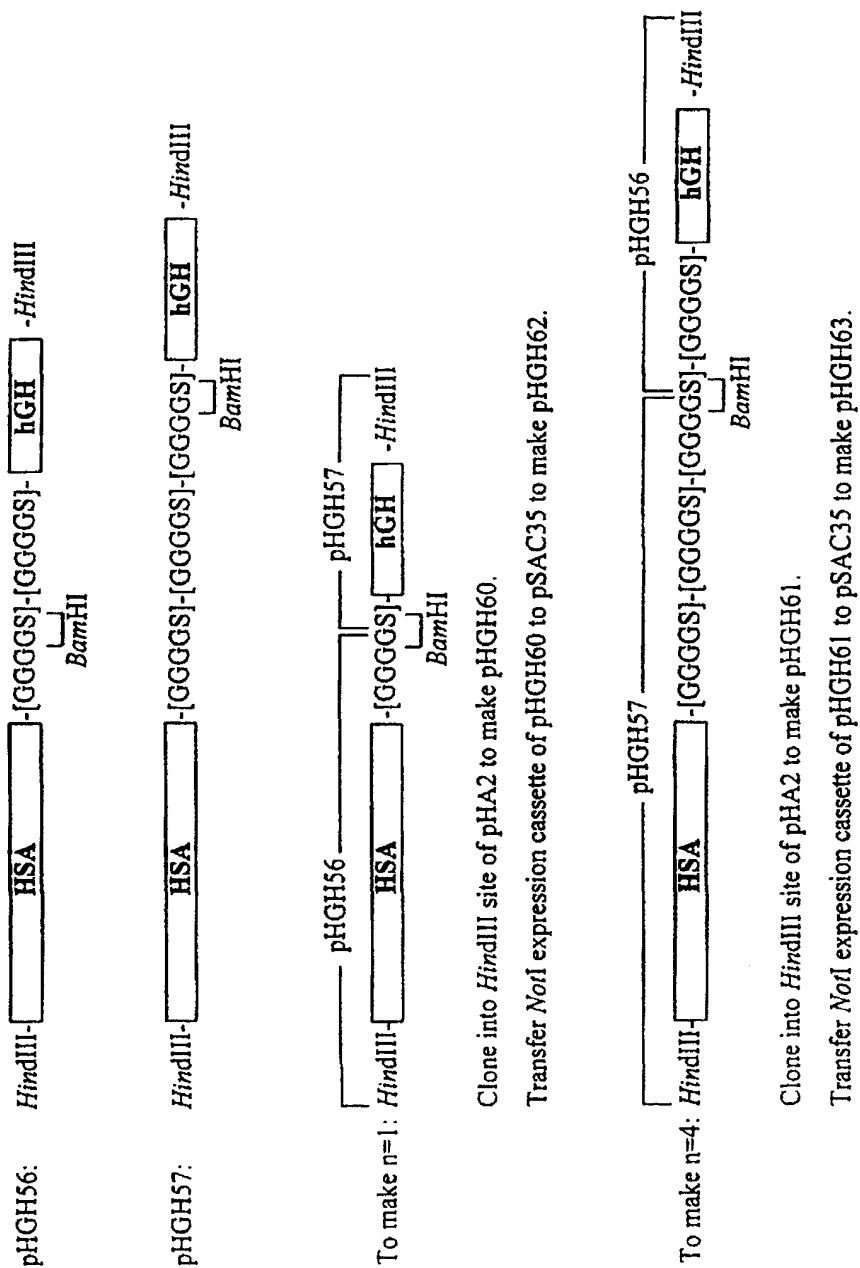 pHGH56: HindIII- HSA -[GGGGS]-[GGGGS]- hGH -HindIII
BamHI
pHGH57: HindIII- HSA -[GGGGS]-[GGGGS]-[GGGGS]- hGH -HindIII
BamHI
pHGH56 pHGH57
To make n=1: HindIII- HSA -[GGGGS]- hGH -HindIII
BamHI
Clone into HindIII site of pHA2 to make pHGH60.
Transfer NotI expression cassette of pHGH60 to pSAC35 to make pHGH62.
pHGH57 pHGH56
To make n=4: HindIII- HSA -[GGGGS]-[GGGGS]-[GGGGS]-[GGGGS]- hGH -HindIII
BamHI
Clone into HindIII site of pHA2 to make pHGH61.
Transfer NotI expression cassette of pHGH61 to pSAC35 to make pHGH63.